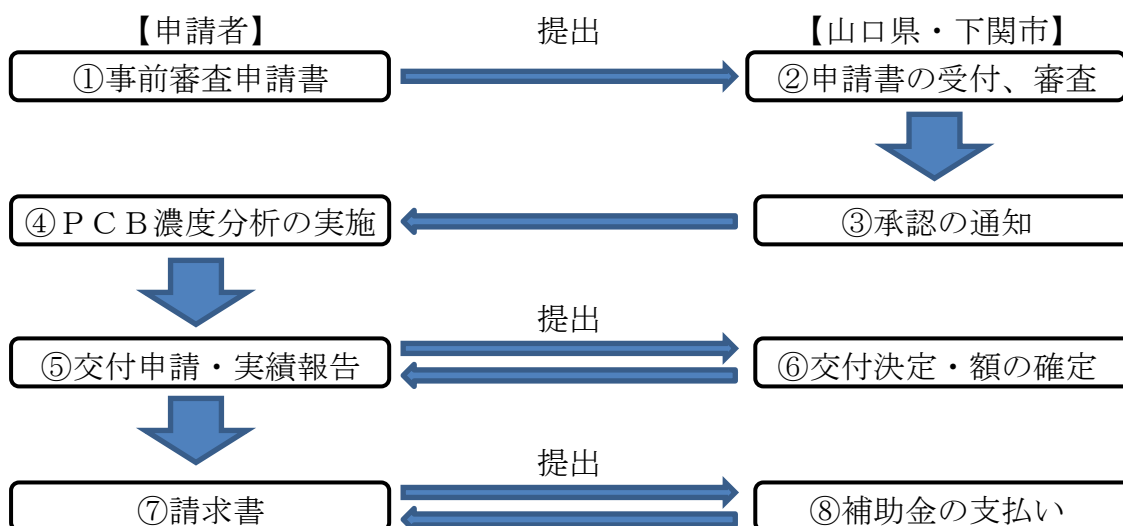 【申請者】 提出 【山口県・下関市】
①事前審査申請書 ②申請書の受付、審査
④ＰＣＢ濃度分析の実施 ③承認の通知
提出
⑤交付申請・実績報告 ⑥交付決定・額の確定
提出
⑦請求書 ⑧補助金の支払い